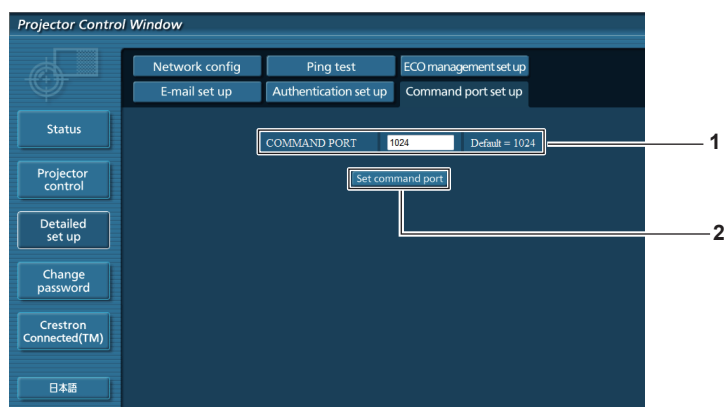 Projector Control Window
Network config
Ping test
ECO management set up
E-mail set up
Authentication set up
Command port set up
Status
Projector
control
Detailed
set up
Change
password
Crestron
Connected(TM)
日本語
COMMAND PORT 1024 Default = 1024
Set command port
1
2